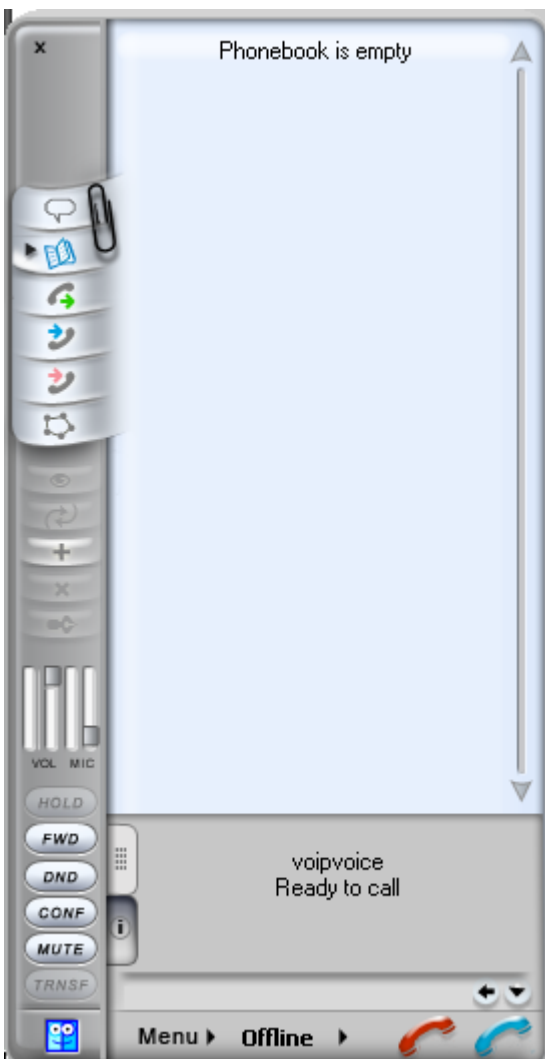 x
Phonebook is empty
VOL MIC
HOLD
FWD
DND
CONF
MUTE
TRNSF
voipvoice
Ready to call
i
Menu Offline